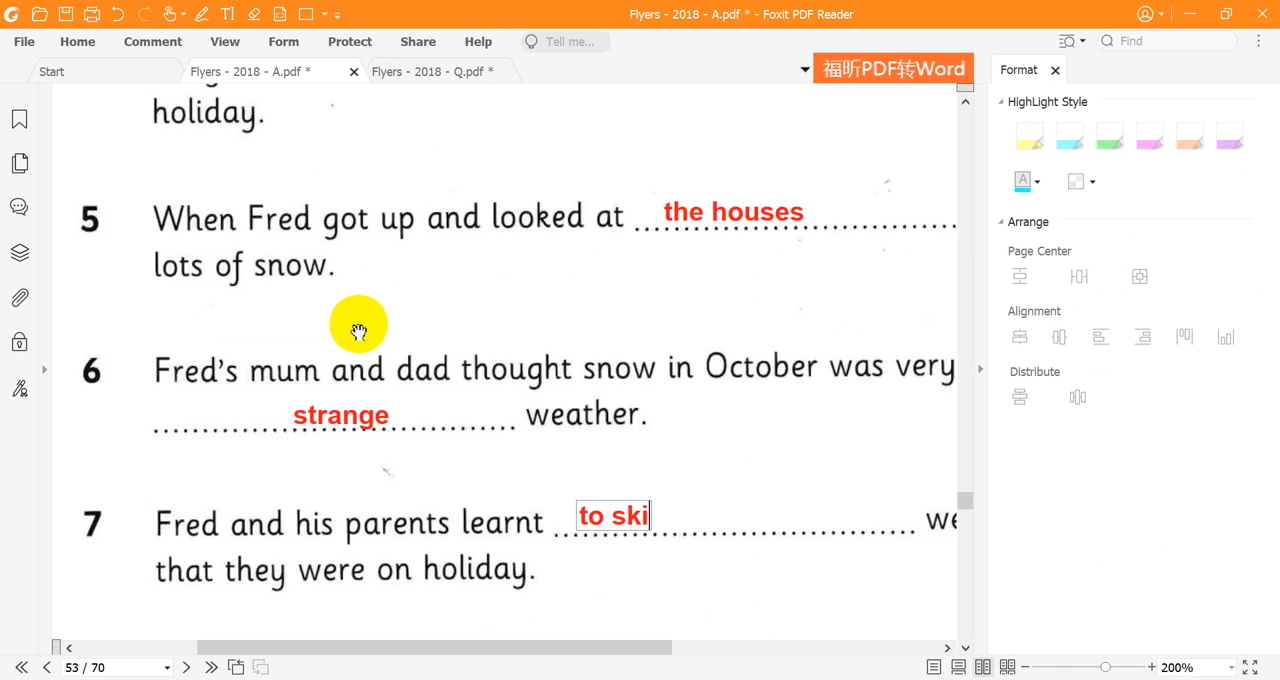 Flyers - 2018 - A.pdf * - Foxit PDF Reader
File Home Comment View Form Protect Share Help Tell me... Find
Start Flyers - 2018 - A.pdf * Flyers - 2018 - Q.pdf * 福昕PDF转Word Format
holiday.
5 When Fred got up and looked at the houses
lots of snow.
6 Fred's mum and dad thought snow in October was very
strange weather.
7 Fred and his parents learnt to ski
that they were on holiday.
HighLight Style
A
Arrange
Page Center
Alignment
Distribute
53 / 70 200%